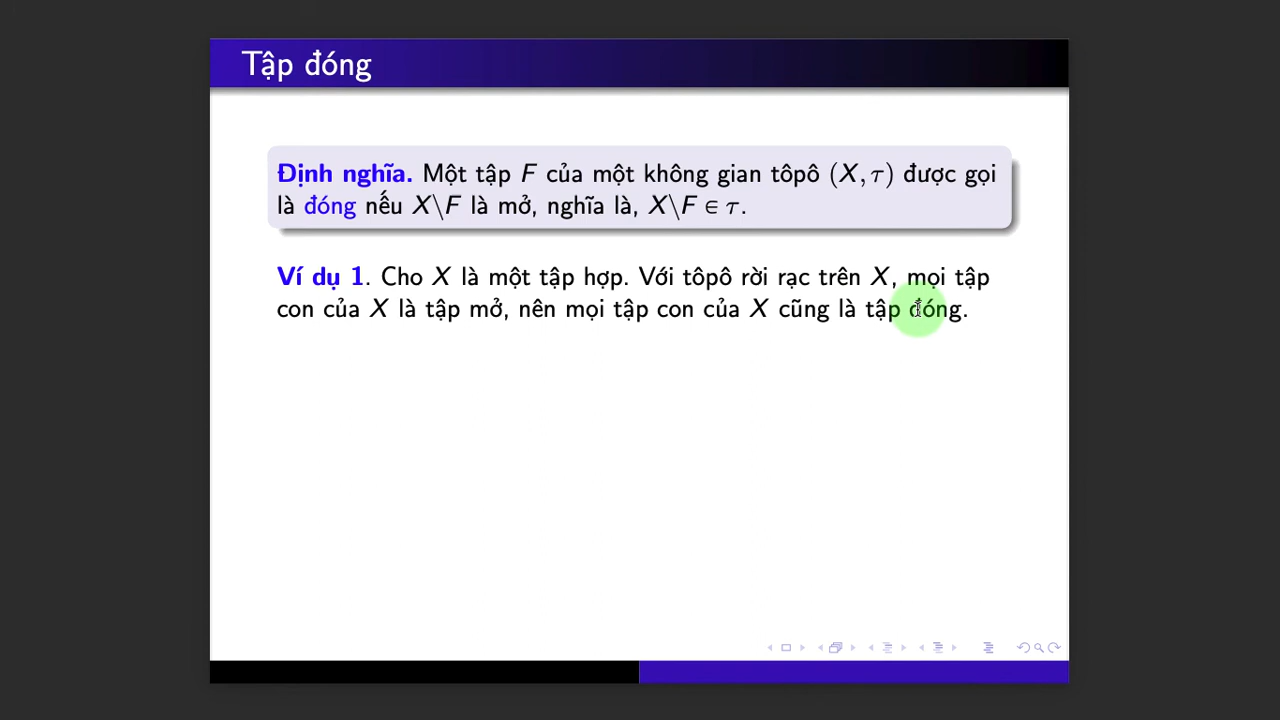 Tập đóng
Định nghĩa. Một tập F của một không gian tôpô (X, τ) được gọi
là đóng nếu X\F là mở, nghĩa là, X\F ∈ τ.
Ví dụ 1. Cho X là một tập hợp. Với tôpô rời rạc trên X, mọi tập
con của X là tập mở, nên mọi tập con của X cũng là tập đóng.